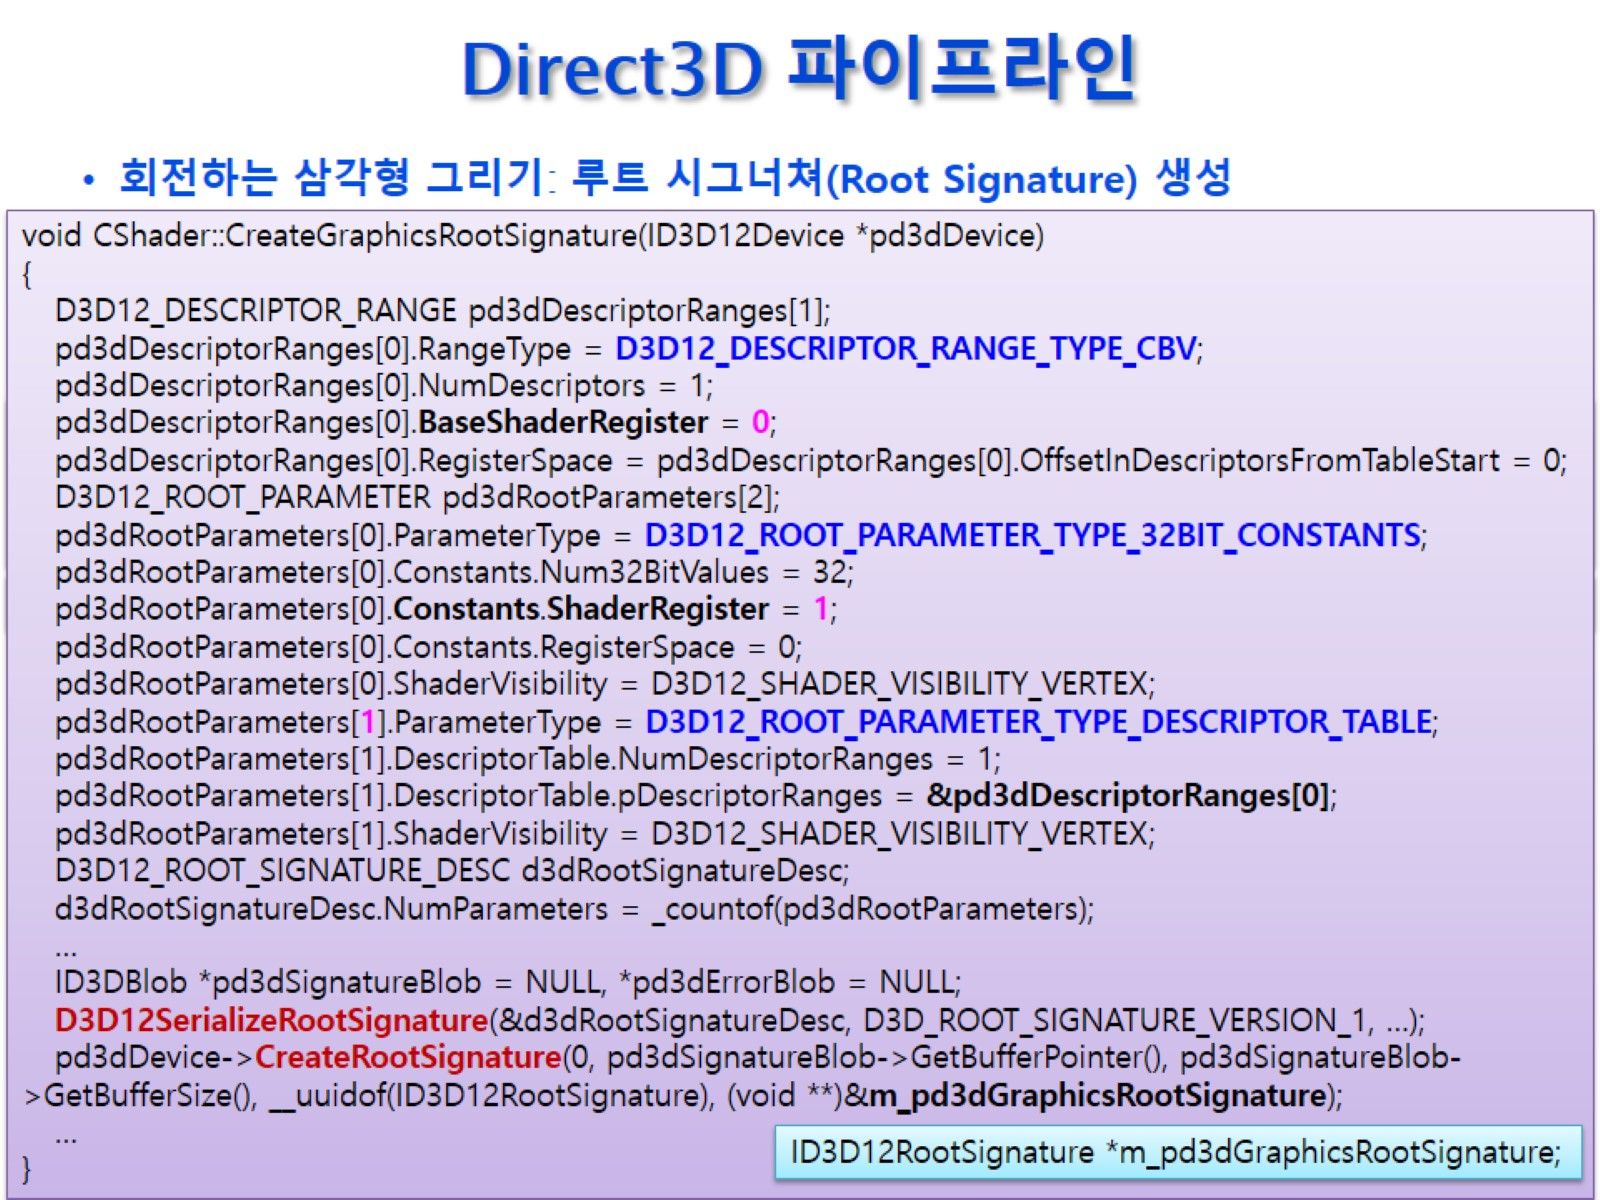 Direct3D 파이프라인
• 회전하는 삼각형 그리기: 루트 시그너쳐(Root Signature) 생성
void CShader::CreateGraphicsRootSignature(ID3D12Device *pd3dDevice)
{
D3D12_DESCRIPTOR_RANGE pd3dDescriptorRanges[1];
pd3dDescriptorRanges[0].RangeType = D3D12_DESCRIPTOR_RANGE_TYPE_CBV;
pd3dDescriptorRanges[0].NumDescriptors = 1;
pd3dDescriptorRanges[0].BaseShaderRegister = 0;
pd3dDescriptorRanges[0].RegisterSpace = pd3dDescriptorRanges[0].OffsetInDescriptorsFromTableStart = 0;
D3D12_ROOT_PARAMETER pd3dRootParameters[2];
pd3dRootParameters[0].ParameterType = D3D12_ROOT_PARAMETER_TYPE_32BIT_CONSTANTS;
pd3dRootParameters[0].Constants.Num32BitValues = 32;
pd3dRootParameters[0].Constants.ShaderRegister = 1;
pd3dRootParameters[0].Constants.RegisterSpace = 0;
pd3dRootParameters[0].ShaderVisibility = D3D12_SHADER_VISIBILITY_VERTEX;
pd3dRootParameters[1].ParameterType = D3D12_ROOT_PARAMETER_TYPE_DESCRIPTOR_TABLE;
pd3dRootParameters[1].DescriptorTable.NumDescriptorRanges = 1;
pd3dRootParameters[1].DescriptorTable.pDescriptorRanges = &pd3dDescriptorRanges[0];
pd3dRootParameters[1].ShaderVisibility = D3D12_SHADER_VISIBILITY_VERTEX;
D3D12_ROOT_SIGNATURE_DESC d3dRootSignatureDesc;
d3dRootSignatureDesc.NumParameters = _countof(pd3dRootParameters);
...
ID3DBlob *pd3dSignatureBlob = NULL, *pd3dErrorBlob = NULL;
D3D12SerializeRootSignature(&d3dRootSignatureDesc, D3D_ROOT_SIGNATURE_VERSION_1, ...);
pd3dDevice->CreateRootSignature(0, pd3dSignatureBlob->GetBufferPointer(), pd3dSignatureBlob-
>GetBufferSize(), __uuidof(ID3D12RootSignature), (void **)&m_pd3dGraphicsRootSignature);
...
}
ID3D12RootSignature *m_pd3dGraphicsRootSignature;